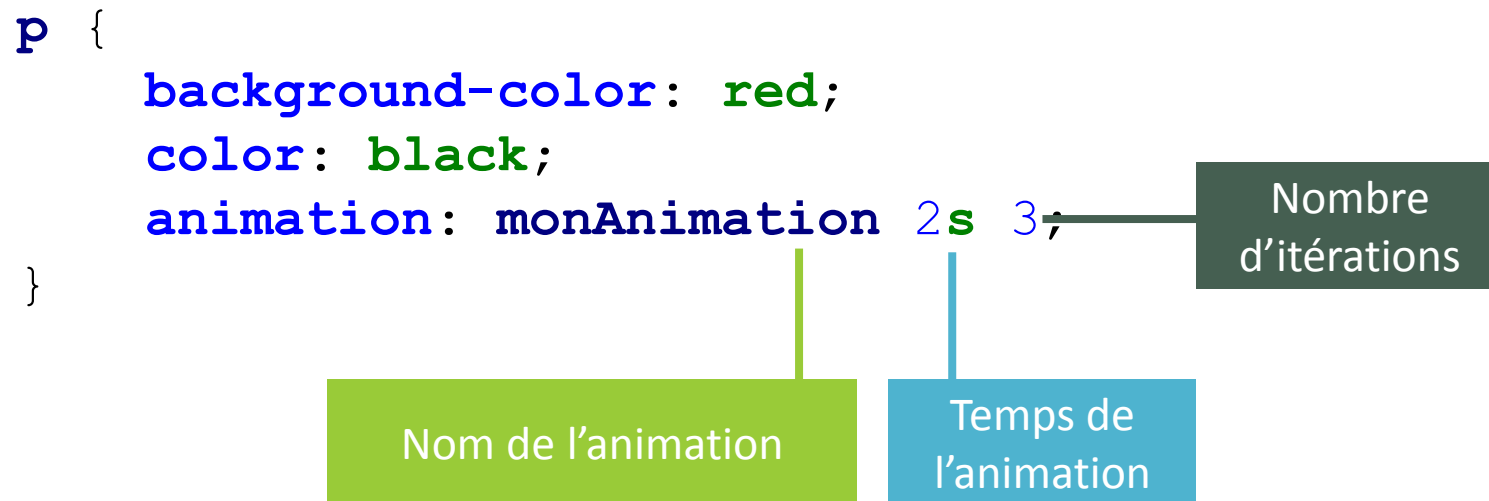 p {
background-color: red;
color: black;
animation: monAnimation 2s 3;
}
Nombre
d’itérations
Nom de l’animation
Temps de
l’animation